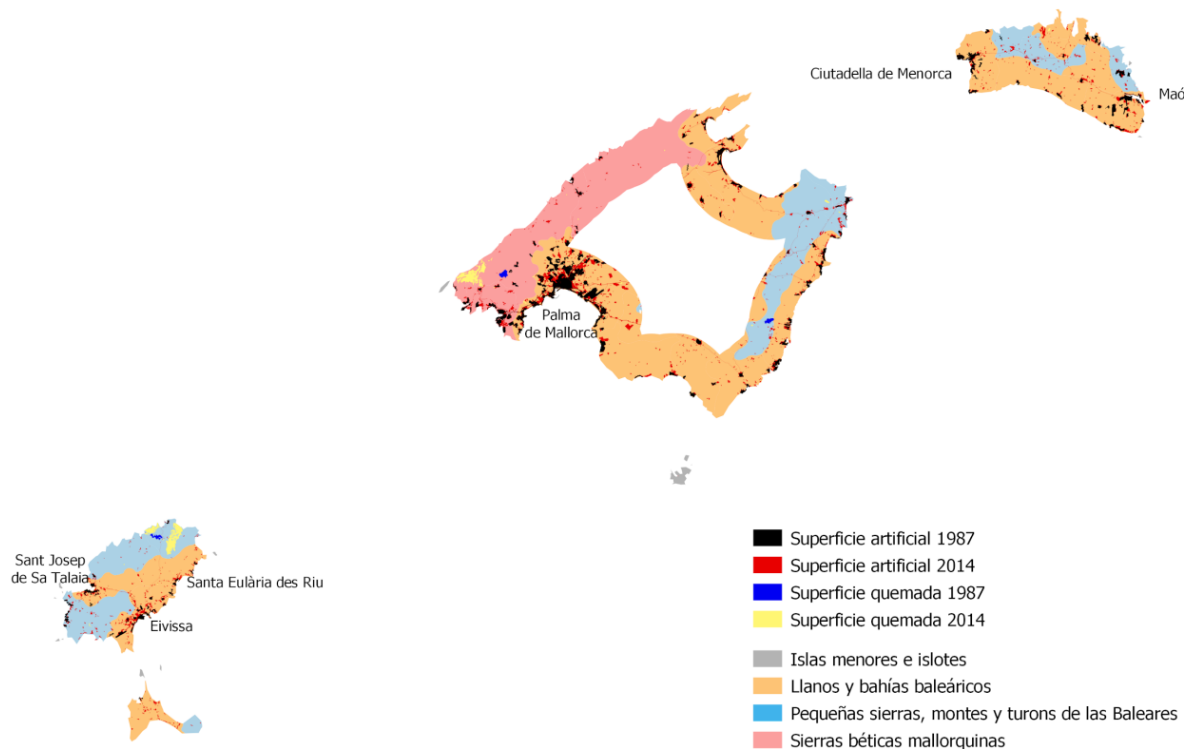 Ciutadella de Menorca
Maó
Palma
de Mallorca
Sant Josep
de Sa Talaia
Santa Eulària des Riu
Eivissa
Superficie artificial 1987
Superficie artificial 2014
Superficie quemada 1987
Superficie quemada 2014
Islas menores e islotes
Llanos y bahías baleáricos
Pequeñas sierras, montes y turons de las Baleares
Sierras béticas mallorquinas